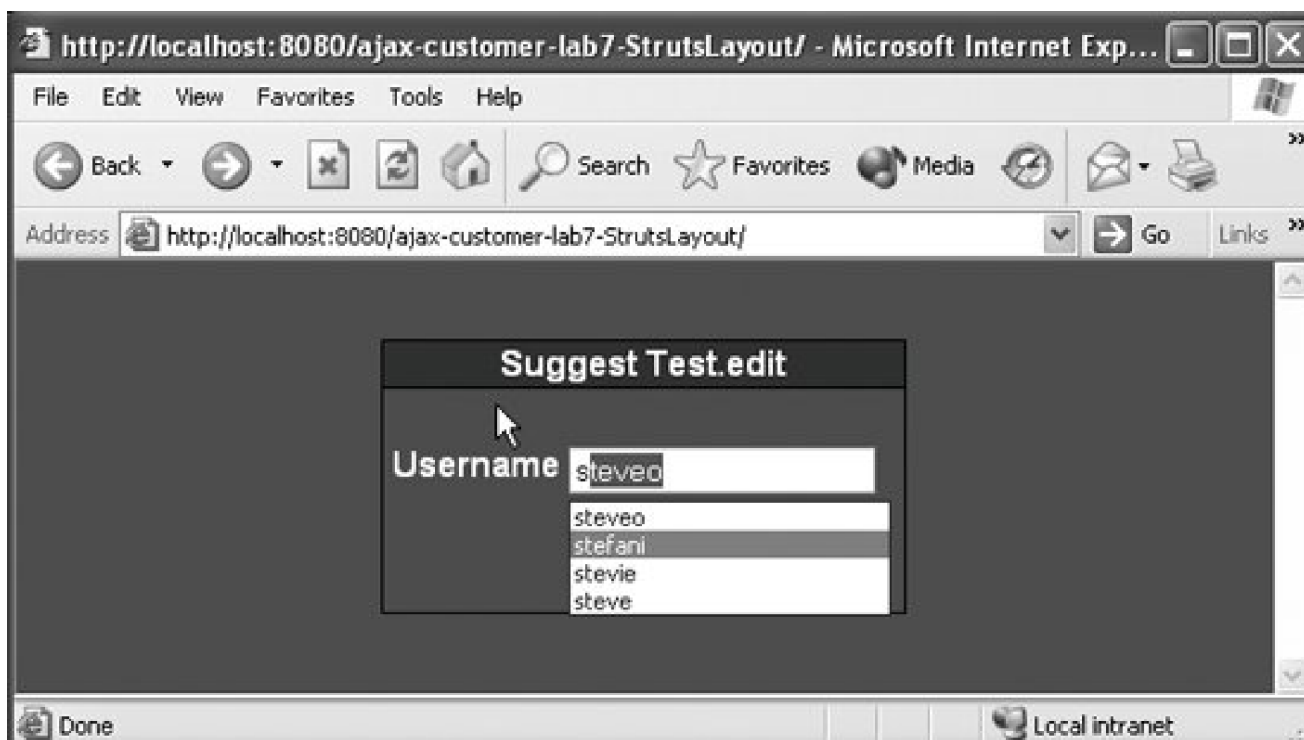 http://localhost:8080/ajax-customer-lab7-StrutsLayout/ - Microsoft Internet Exp...
File Edit View Favorites Tools Help
Back Search Favorites Media
Address http://localhost:8080/ajax-customer-lab7-StrutsLayout/ Go Links
Suggest Test.edit
Username steveo
steveo
stefani
stevie
steve
Done Local intranet